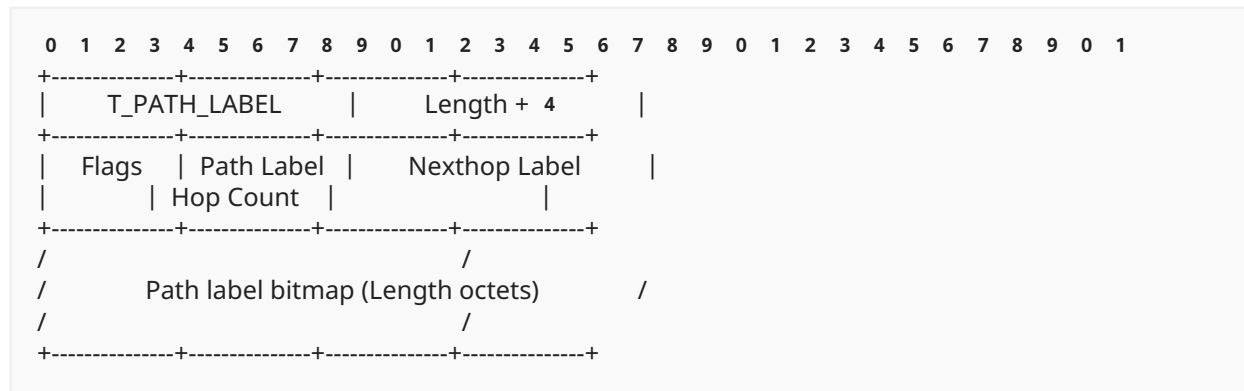 0 1 2 3 4 5 6 7 8 9 0 1 2 3 4 5 6 7 8 9 0 1 2 3 4 5 6 7 8 9 0 1
+---------------+---------------+---------------+---------------+
| T_PATH_LABEL | Length + 4 |
+---------------+---------------+---------------+---------------+
| Flags | Path Label | Nexthop Label |
| | Hop Count | |
+---------------+---------------+---------------+---------------+
/ /
/ Path label bitmap (Length octets) /
/ /
+---------------+---------------+---------------+---------------+